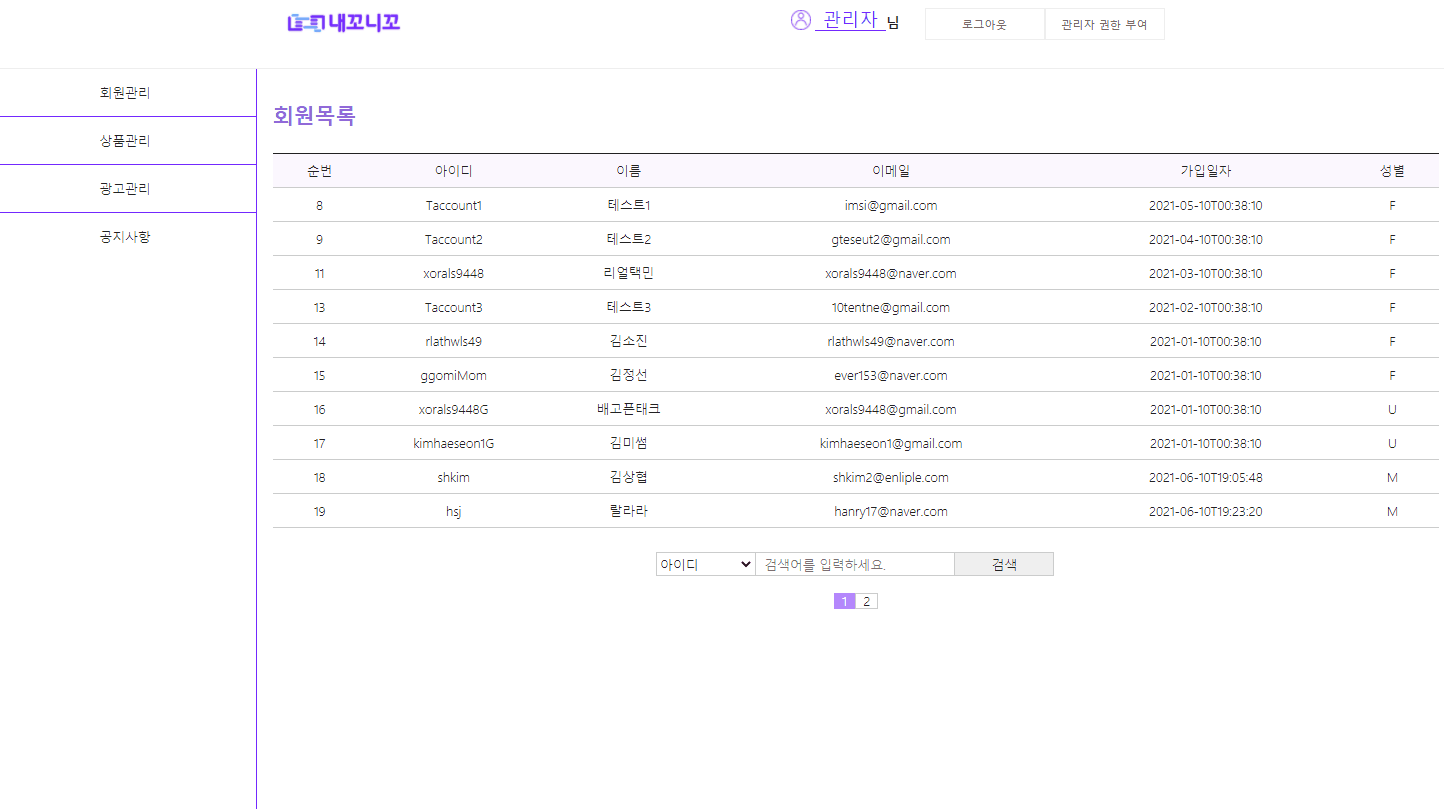 내꼬니꼬
관리자 님
로그아웃 관리자 권한 부여
회원관리
상품관리
광고관리
공지사항
회원목록
순번 아이디 이름 이메일 가입일자 성별
8 Taccount1 테스트1 imsi@gmail.com 2021-05-10T00:38:10 F
9 Taccount2 테스트2 gteseut2@gmail.com 2021-04-10T00:38:10 F
11 xorals9448 리얼택민 xorals9448@naver.com 2021-03-10T00:38:10 F
13 Taccount3 테스트3 10tentne@gmail.com 2021-02-10T00:38:10 F
14 rlathwls49 김소진 rlathwls49@naver.com 2021-01-10T00:38:10 F
15 ggomiMom 김정선 ever153@naver.com 2021-01-10T00:38:10 F
16 xorals9448G 배고픈태크 xorals9448@gmail.com 2021-01-10T00:38:10 U
17 kimhaeseon1G 김미썸 kimhaeseon1@gmail.com 2021-01-10T00:38:10 U
18 shkim 김상협 shkim2@enliple.com 2021-06-10T19:05:48 M
19 hsj 랄라라 hanry17@naver.com 2021-06-10T19:23:20 M
아이디 검색어를 입력하세요. 검색
1 2